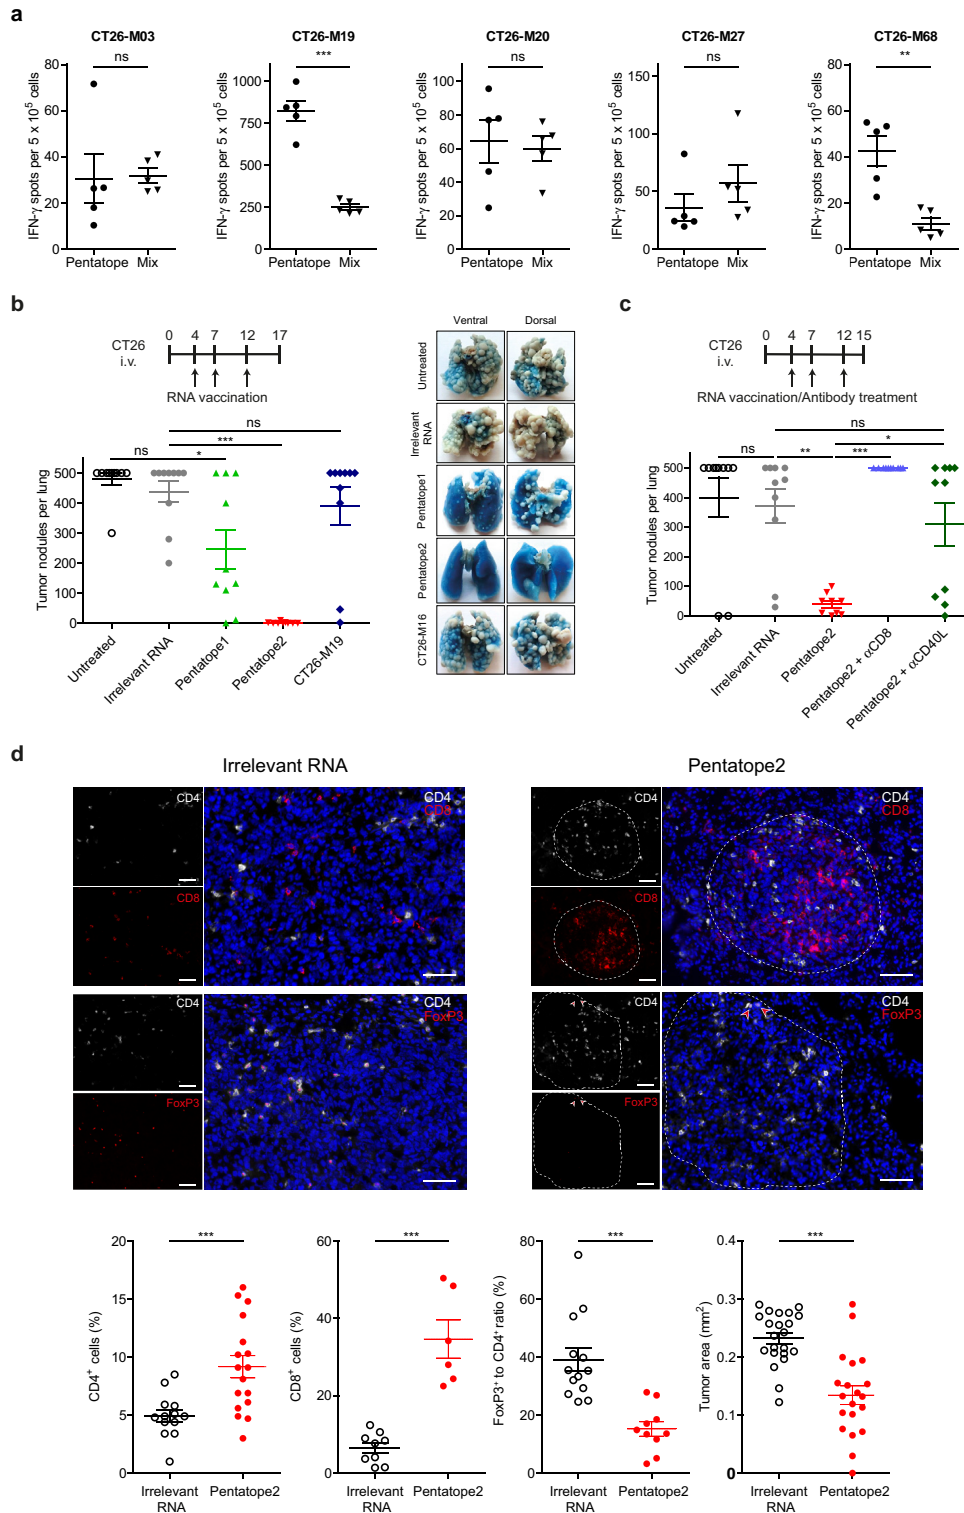 a
CT26-M03
CT26-M19
CT26-M20
CT26-M27
CT26-M68
ns
***
ns
ns
**
IFN-γ spots per 5 x 10⁵ cells
80
60
40
20
0
Pentatope
Mix
IFN-γ spots per 5 x 10⁵ cells
1000
750
500
250
0
Pentatope
Mix
IFN-γ spots per 5 x 10⁵ cells
100
80
60
40
20
0
Pentatope
Mix
IFN-γ spots per 5 x 10⁵ cells
150
100
50
0
Pentatope
Mix
IFN-γ spots per 5 x 10⁵ cells
80
60
40
20
0
Pentatope
Mix
b
0 4 7 12 17
CT26
i.v.
RNA vaccination
ns
***
ns *
Tumor nodules per lung
500
400
300
200
100
0
Untreated
Irrelevant RNA
Pentatope1
Pentatope2
CT26-M19
Ventral
Dorsal
Untreated
Irrelevant
RNA
Pentatope1
Pentatope2
CT26-M16
c
0 4 7 12 15
CT26
i.v.
RNA vaccination/Antibody treatment
ns
*
ns ** ***
Tumor nodules per lung
500
400
300
200
100
0
Untreated
Irrelevant RNA
Pentatope2
Pentatope2 + αCD8
Pentatope2 + αCD40L
d
Irrelevant RNA
Pentatope2
CD4
CD8
CD4
CD8
CD4
FoxP3
CD4
FoxP3
CD4
CD8
CD4
CD8
CD4
FoxP3
CD4
FoxP3
***
CD4⁺ cells (%)
20
15
10
5
0
Irrelevant
RNA
Pentatope2
***
CD8⁺ cells (%)
60
40
20
0
Irrelevant
RNA
Pentatope2
***
FoxP3⁺ to CD4⁺ ratio (%)
80
60
40
20
0
Irrelevant
RNA
Pentatope2
***
Tumor area (mm²)
0.4
0.3
0.2
0.1
0
Irrelevant
RNA
Pentatope2